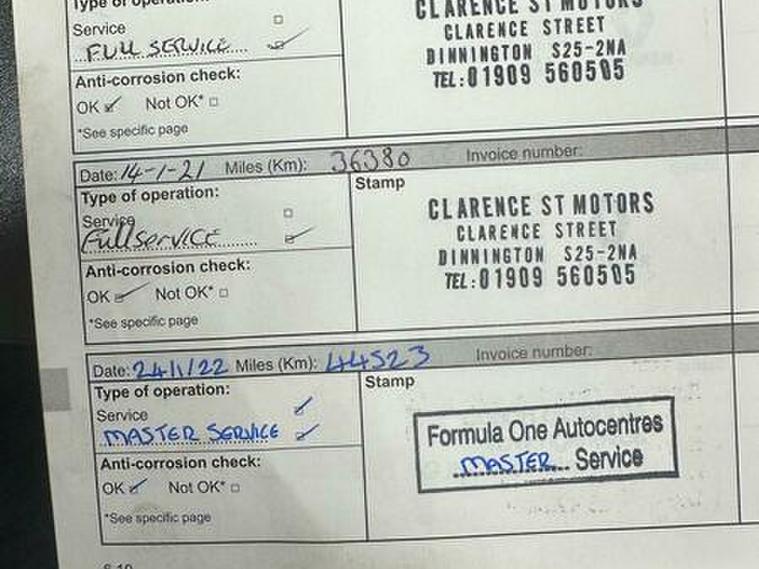 Type of operation:
Service
FULL SERVICE
Anti-corrosion check:
OK Not OK*
*See specific page
CLARENCE ST MOTORS
CLARENCE STREET
DINNINGTON S25-2NA
TEL:01909 560505
Date: 14-1-21 Miles (Km): 36380 Invoice number:
Type of operation:
Service
Full SERVICE
Anti-corrosion check:
OK Not OK*
*See specific page
Stamp
CLARENCE ST MOTORS
CLARENCE STREET
DINNINGTON S25-2NA
TEL:01909 560505
Date: 24/1/22 Miles (Km): 44523 Invoice number:
Type of operation:
Service
MASTER SERVICE
Anti-corrosion check:
OK Not OK*
*See specific page
Stamp
Formula One Autocentres
MASTER Service